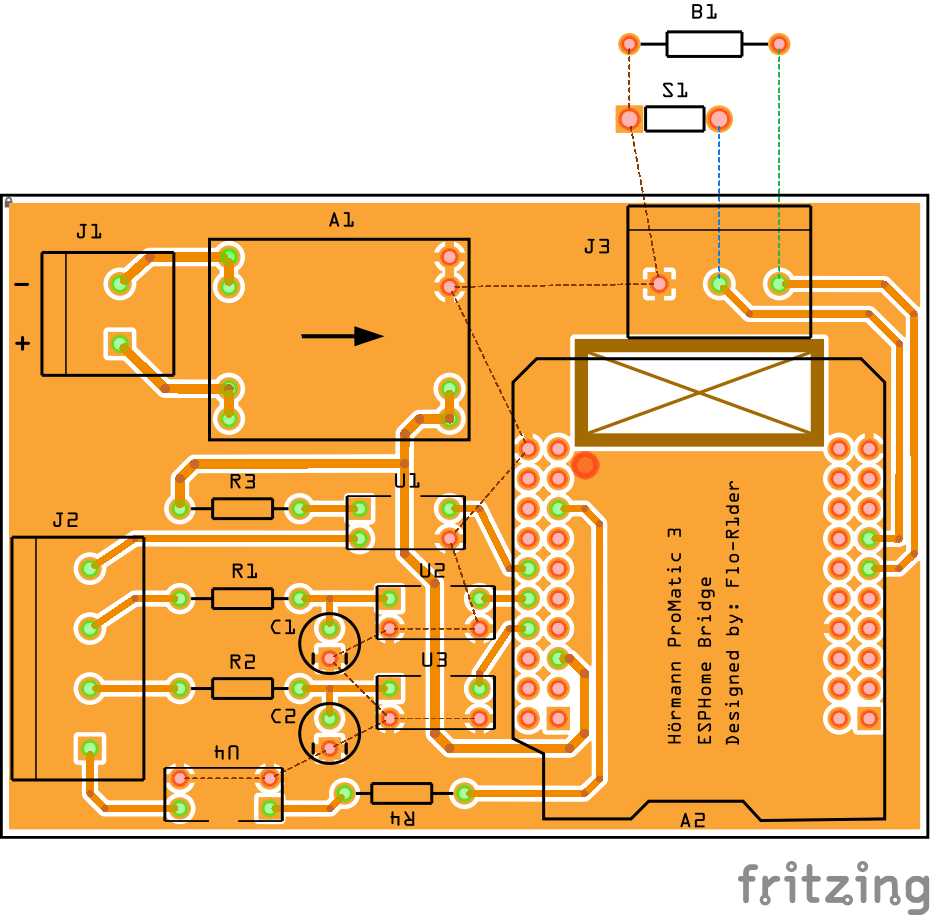 B1
S1
A1
J1
J3
-
+
R3
U1
J2
R1
U2
C1
U3
R2
C2
U4
R4
A2
Hörmann ProMatic 3
ESPHome Bridge
Designed by: Flo-R1der
fritzing